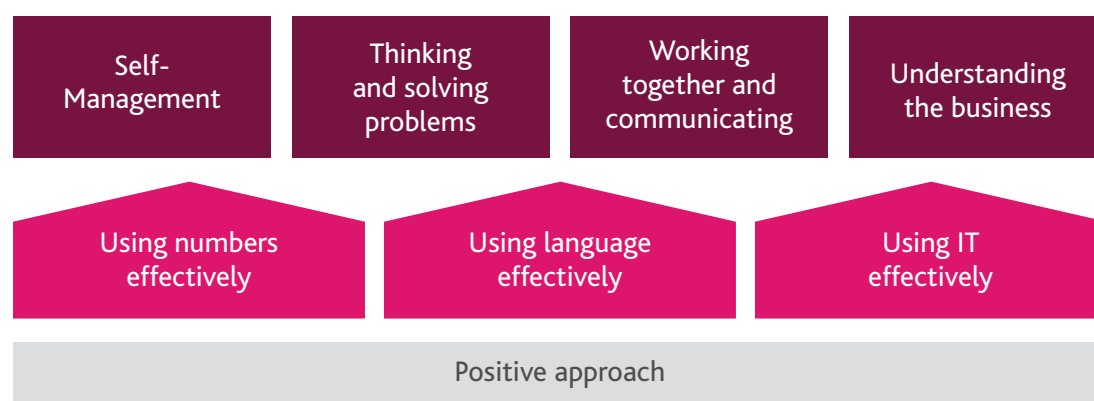 Self-
Management
Thinking
and solving
problems
Working
together and
communicating
Understanding
the business
Using numbers
effectively
Using language
effectively
Using IT
effectively
Positive approach